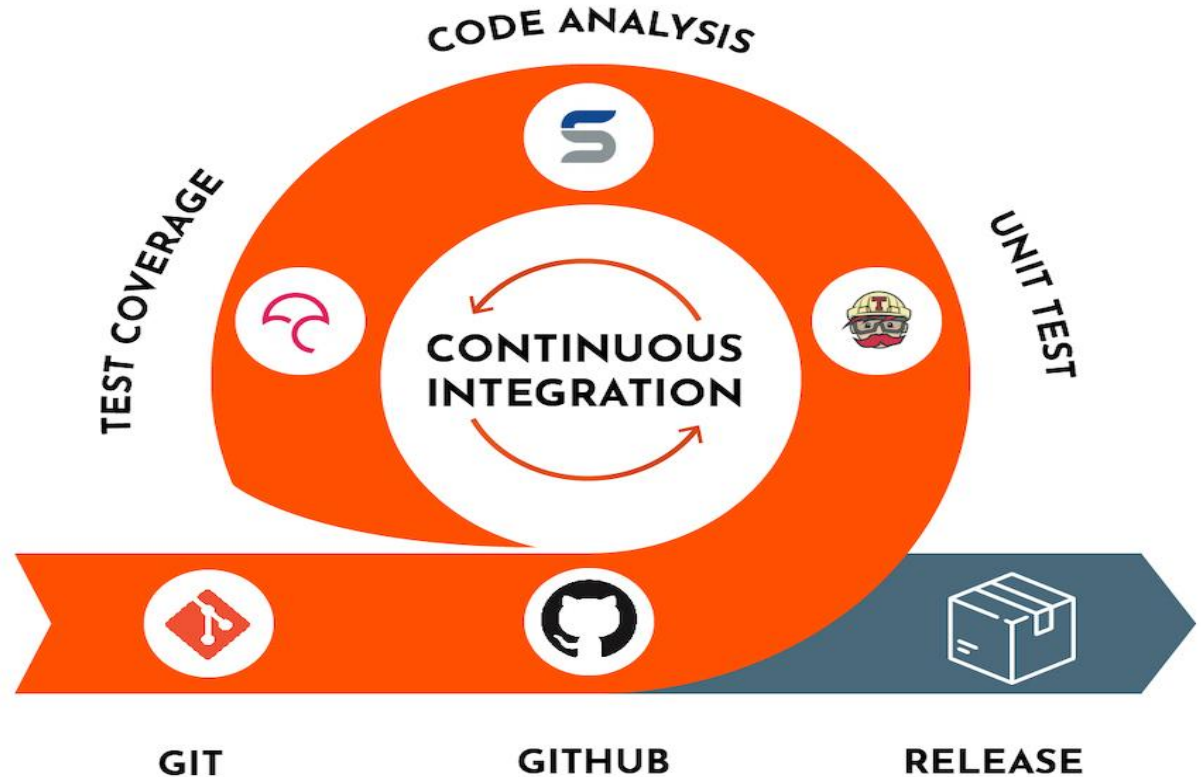 CODE ANALYSIS
TEST COVERAGE
UNIT TEST
T
CONTINUOUS
INTEGRATION
GIT
GITHUB
RELEASE